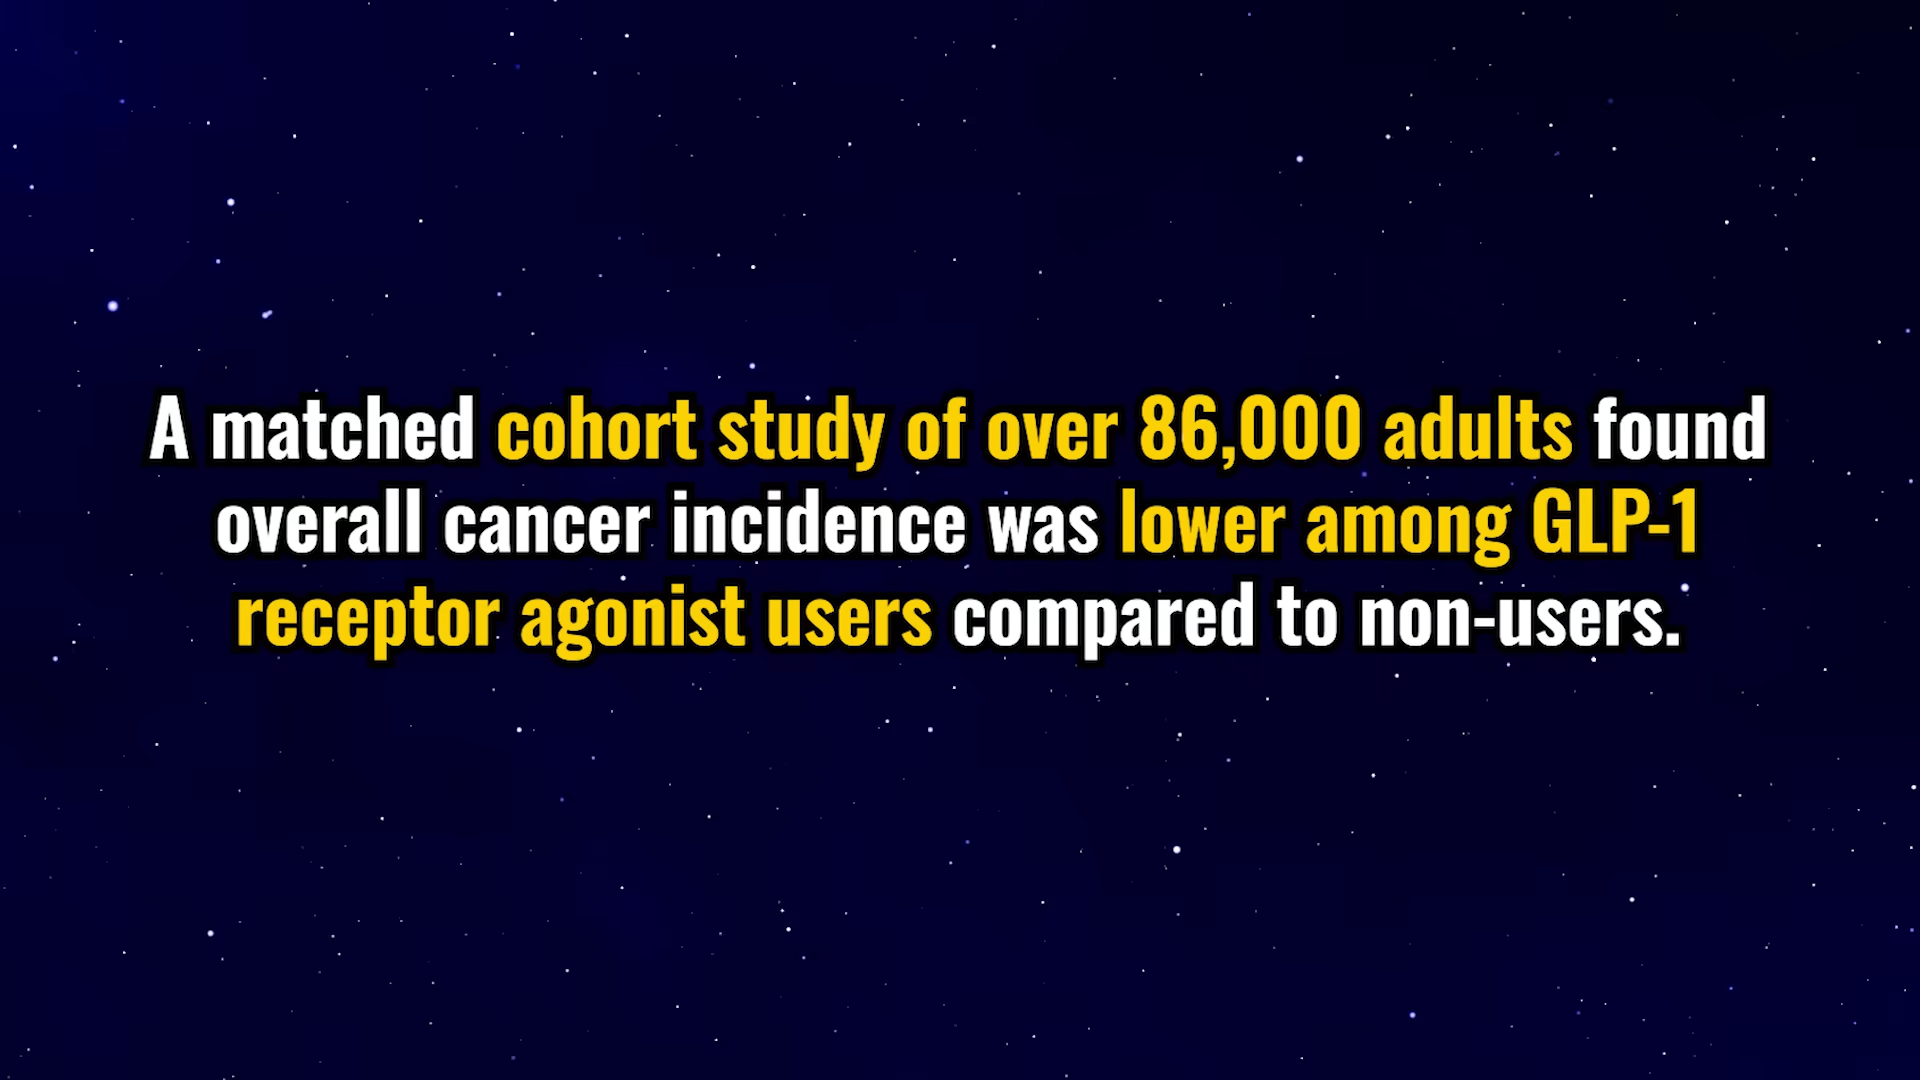 A matched cohort study of over 86,000 adults found
overall cancer incidence was lower among GLP-1
receptor agonist users compared to non-users.